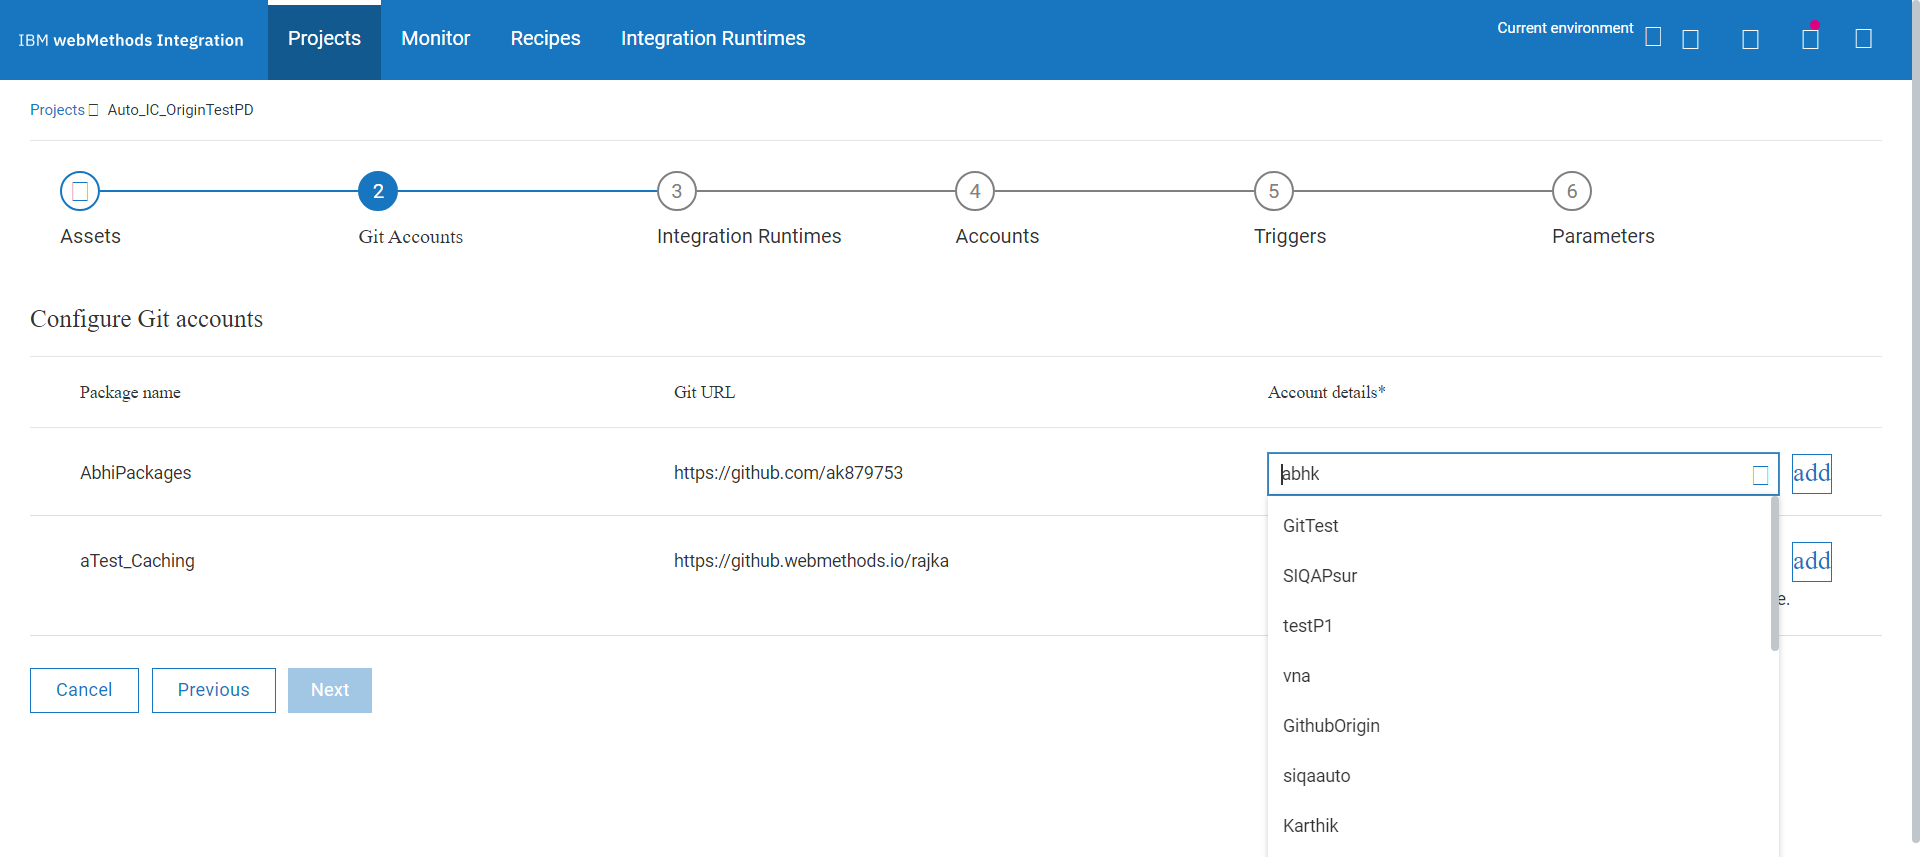 IBM webMethods Integration
Projects
Monitor
Recipes
Integration Runtimes
Current environment
Projects
Auto_IC_OriginTestPD
2
3
4
5
6
Assets
Git Accounts
Integration Runtimes
Accounts
Triggers
Parameters
Configure Git accounts
Package name
Git URL
Account details*
AbhiPackages
https://github.com/ak879753
abhk
add
GitTest
aTest_Caching
https://github.webmethods.io/rajka
add
SIQAPsur
e.
testP1
vna
GithubOrigin
siqaauto
Karthik
Cancel
Previous
Next